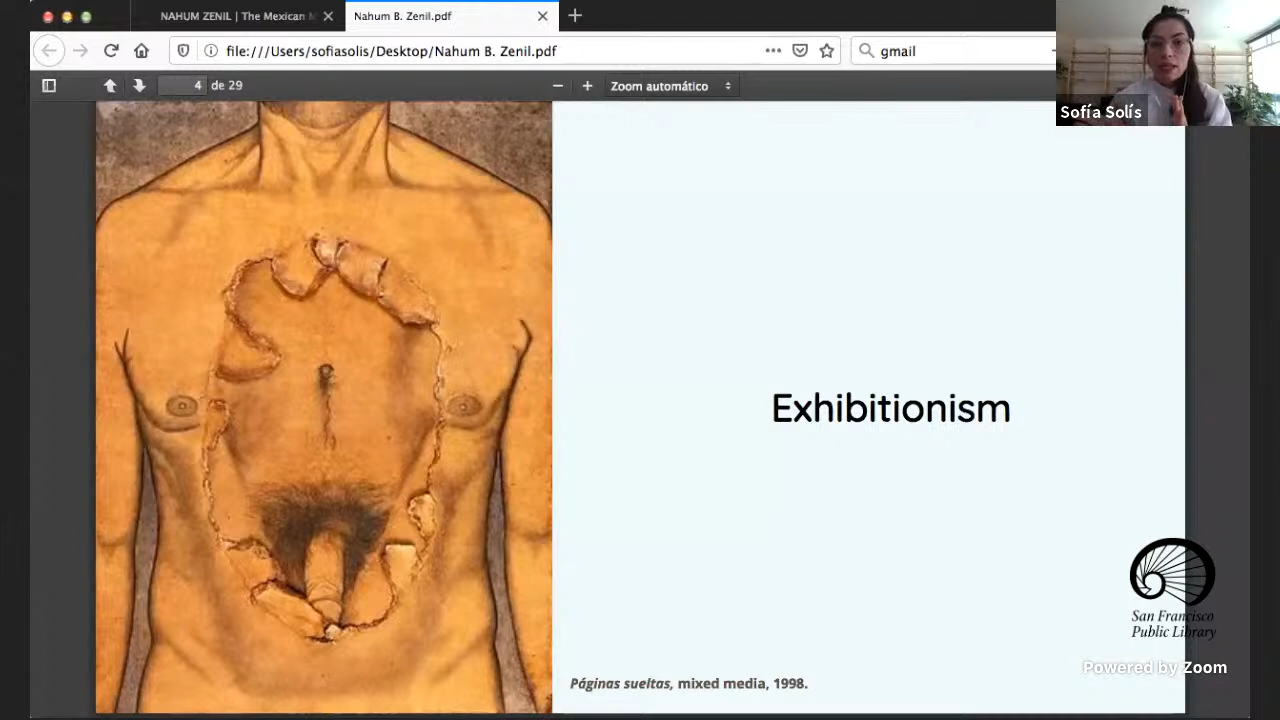 NAHUM ZENIL | The Mexican M
Nahum B. Zenil.pdf
file:///Users/sofiasolis/Desktop/Nahum B. Zenil.pdf
gmail
4 de 29
Zoom automático
Sofía Solís
Exhibitionism
San Francisco
Public Library
Powered by Zoom
Páginas sueltas, mixed media, 1998.